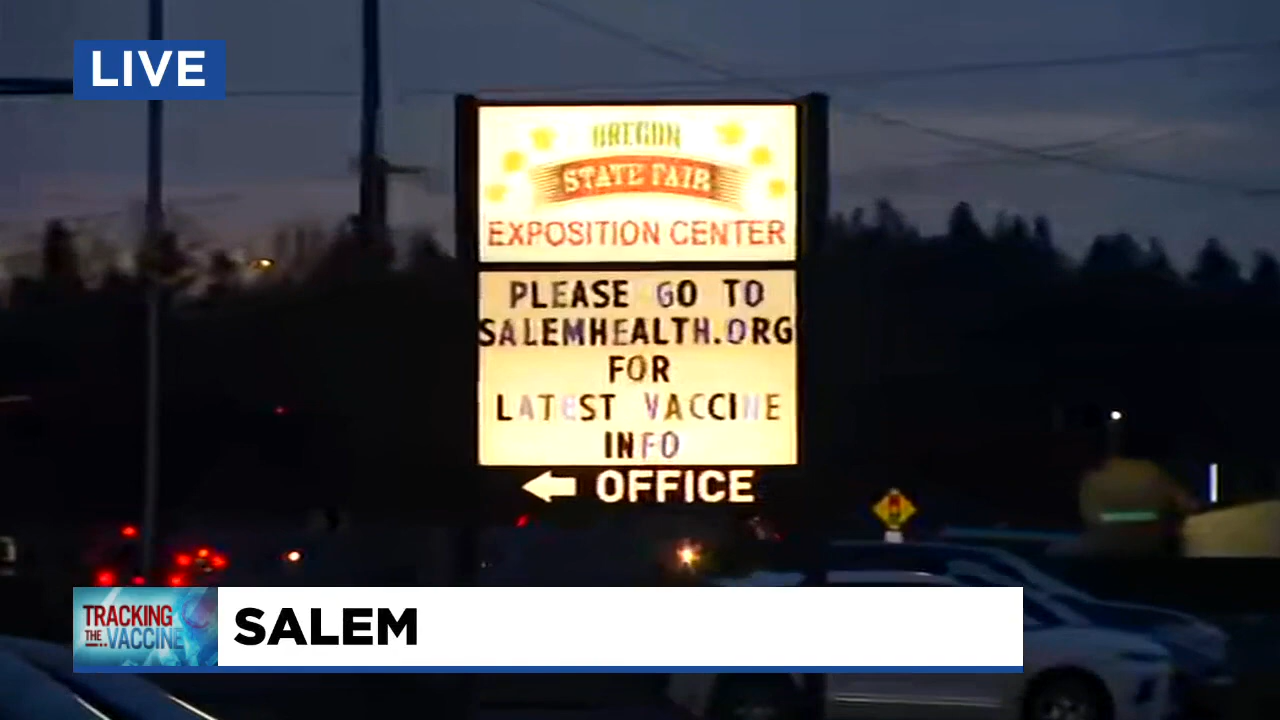 LIVE
OREGON
STATE FAIR
EXPOSITION CENTER
PLEASE GO TO
SALEMHEALTH.ORG
FOR
LATEST VACCINE
INFO
OFFICE
TRACKING
THE VACCINE
SALEM